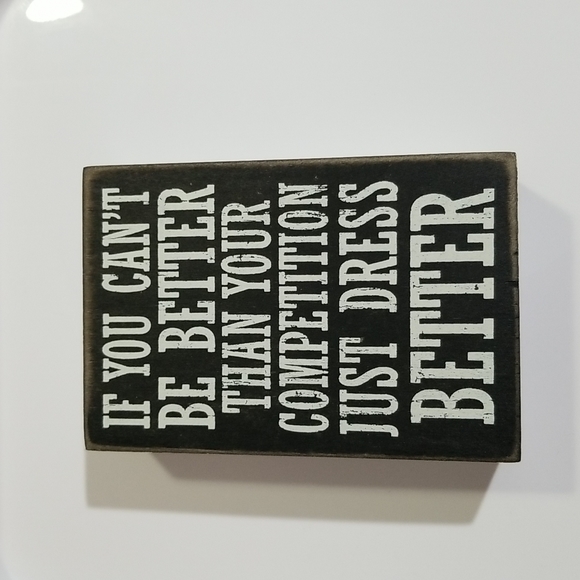 IF YOU CAN'T
BE BETTER
THAN YOUR
COMPETITION
JUST DRESS
BETTER